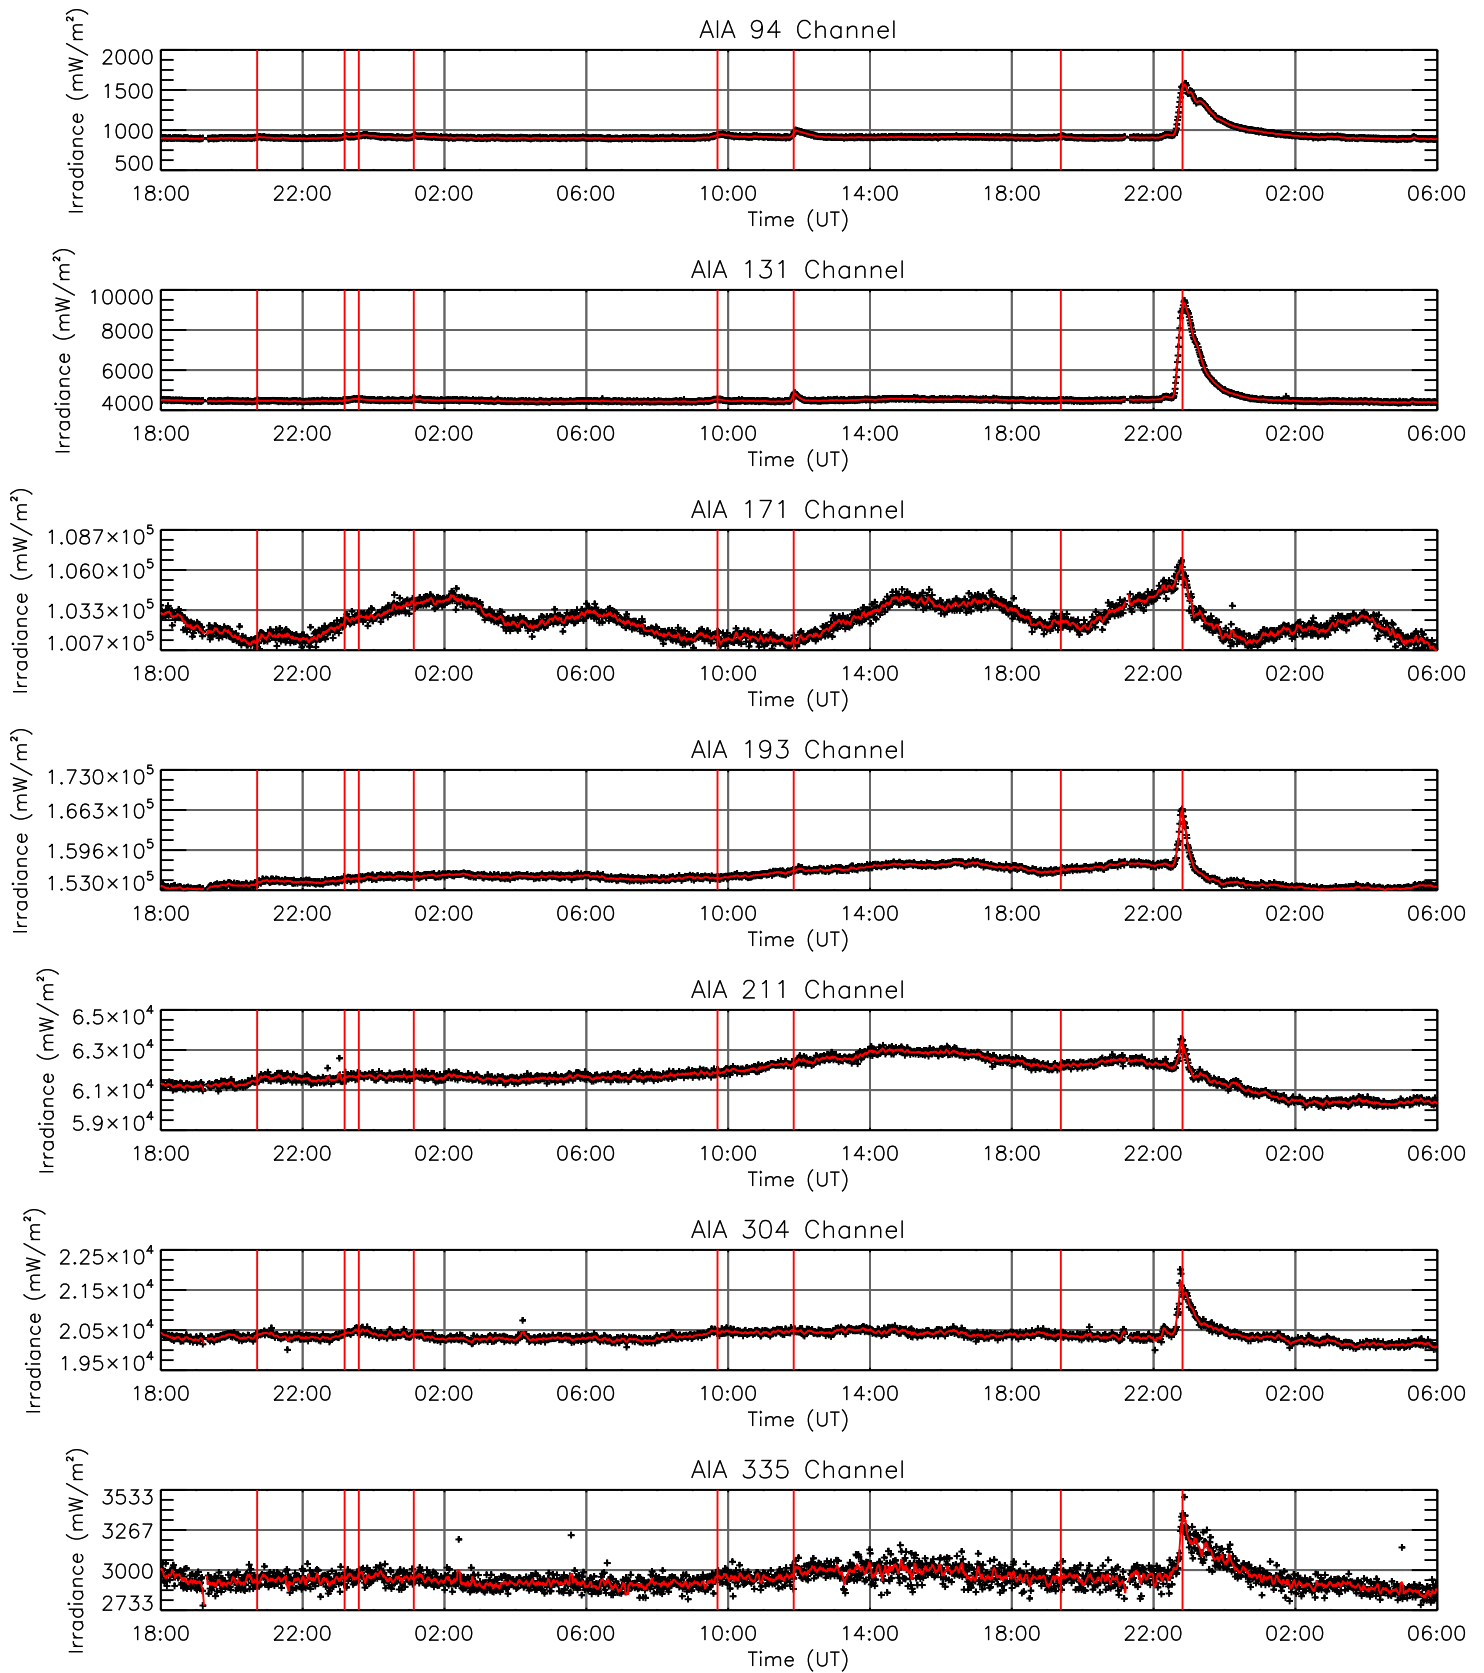 AIA 94 Channel
Irradiance (mW/m²)
2000
1500
1000
500
18:00 22:00 02:00 06:00 10:00 14:00 18:00 22:00 02:00 06:00
Time (UT)
AIA 131 Channel
Irradiance (mW/m²)
10000
8000
6000
4000
18:00 22:00 02:00 06:00 10:00 14:00 18:00 22:00 02:00 06:00
Time (UT)
AIA 171 Channel
Irradiance (mW/m²)
1.087×10⁵
1.060×10⁵
1.033×10⁵
1.007×10⁵
18:00 22:00 02:00 06:00 10:00 14:00 18:00 22:00 02:00 06:00
Time (UT)
AIA 193 Channel
Irradiance (mW/m²)
1.730×10⁵
1.663×10⁵
1.596×10⁵
1.530×10⁵
18:00 22:00 02:00 06:00 10:00 14:00 18:00 22:00 02:00 06:00
Time (UT)
AIA 211 Channel
Irradiance (mW/m²)
6.5×10⁴
6.3×10⁴
6.1×10⁴
5.9×10⁴
18:00 22:00 02:00 06:00 10:00 14:00 18:00 22:00 02:00 06:00
Time (UT)
AIA 304 Channel
Irradiance (mW/m²)
2.25×10⁴
2.15×10⁴
2.05×10⁴
1.95×10⁴
18:00 22:00 02:00 06:00 10:00 14:00 18:00 22:00 02:00 06:00
Time (UT)
AIA 335 Channel
Irradiance (mW/m²)
3533
3267
3000
2733
18:00 22:00 02:00 06:00 10:00 14:00 18:00 22:00 02:00 06:00
Time (UT)